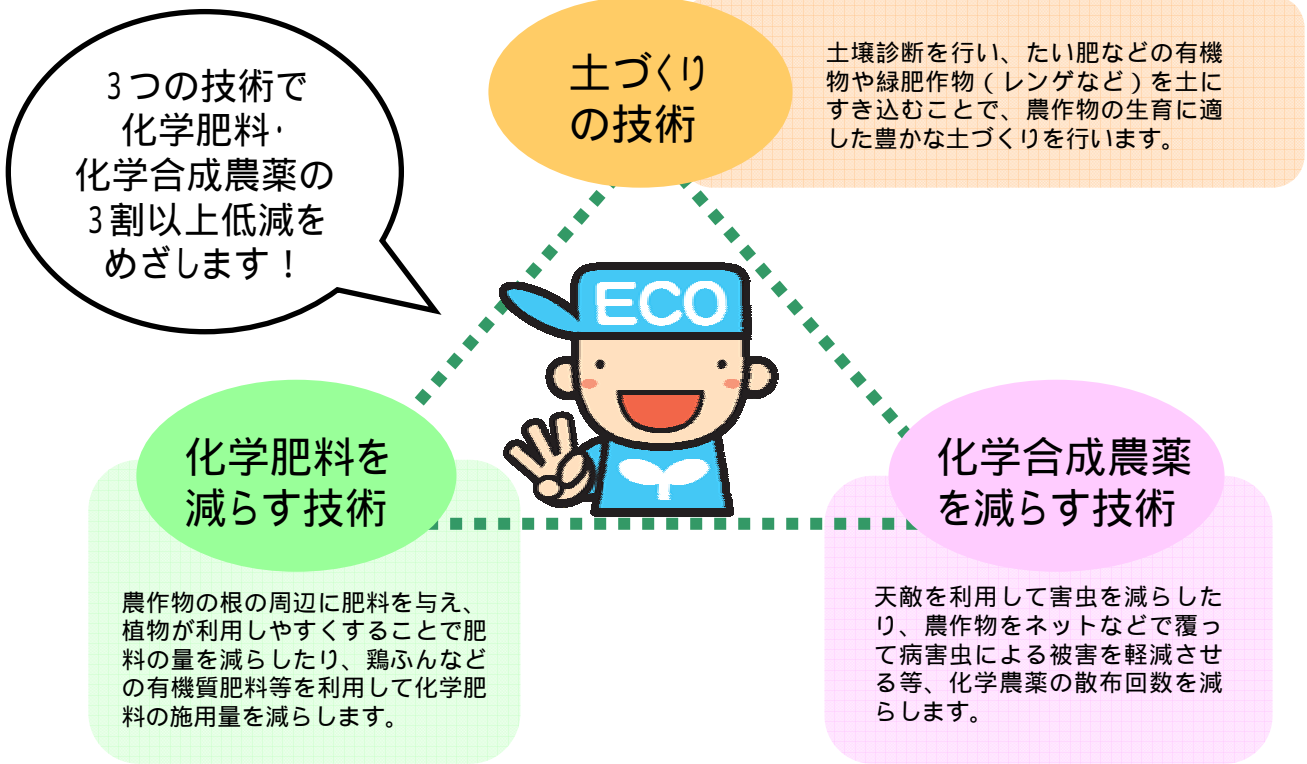 3つの技術で
化学肥料・
化学合成農薬の
3割以上低減を
めざします！
土づくり
の技術
土壌診断を行い、たい肥などの有機
物や緑肥作物（レンゲなど）を土に
すき込むことで、農作物の生育に適
した豊かな土づくりを行います。
ECO
化学肥料を
減らす技術
農作物の根の周辺に肥料を与え、
植物が利用しやすくすることで肥
料の量を減らしたり、鶏ふんなど
の有機質肥料等を利用して化学肥
料の施用量を減らします。
化学合成農薬
を減らす技術
天敵を利用して害虫を減らした
り、農作物をネットなどで覆っ
て病害虫による被害を軽減させ
る等、化学農薬の散布回数を減
らします。